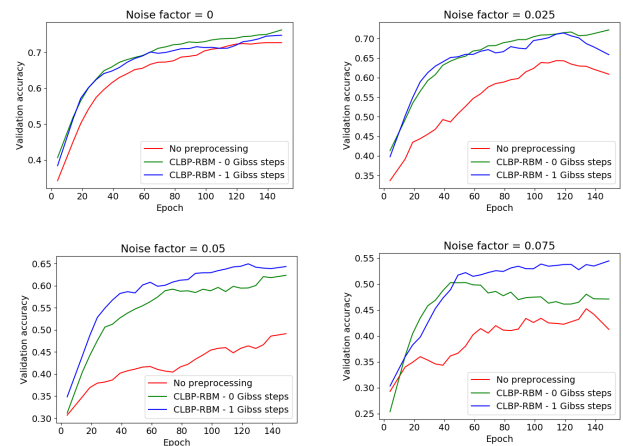 Noise factor = 0
Validation accuracy
0.7
0.6
0.5
0.4
No preprocessing
CLBP-RBM - 0 Gibss steps
CLBP-RBM - 1 Gibss steps
0 20 40 60 80 100 120 140 160
Epoch
Noise factor = 0.025
Validation accuracy
0.70
0.65
0.60
0.55
0.50
0.45
0.40
0.35
No preprocessing
CLBP-RBM - 0 Gibss steps
CLBP-RBM - 1 Gibss steps
0 20 40 60 80 100 120 140 160
Epoch
Noise factor = 0.05
Validation accuracy
0.65
0.60
0.55
0.50
0.45
0.40
0.35
0.30
No preprocessing
CLBP-RBM - 0 Gibss steps
CLBP-RBM - 1 Gibss steps
0 20 40 60 80 100 120 140 160
Epoch
Noise factor = 0.075
Validation accuracy
0.55
0.50
0.45
0.40
0.35
0.30
0.25
No preprocessing
CLBP-RBM - 0 Gibss steps
CLBP-RBM - 1 Gibss steps
0 20 40 60 80 100 120 140 160
Epoch